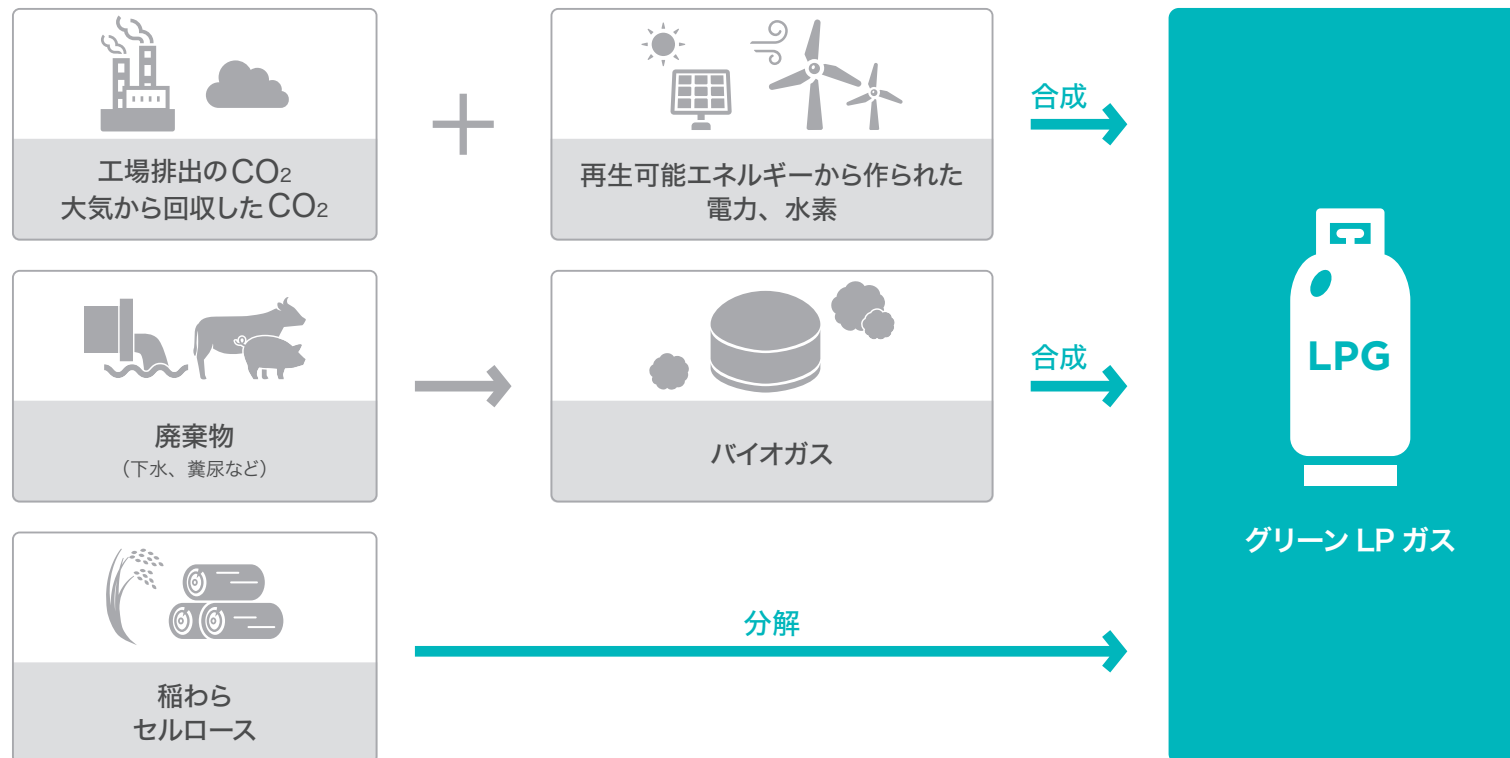 工場排出のCO2
大気から回収したCO2
再生可能エネルギーから作られた
電力、水素
合成
廃棄物
(下水、糞尿など)
バイオガス
合成
稲わら
セルロース
分解
LPG
グリーン LP ガス